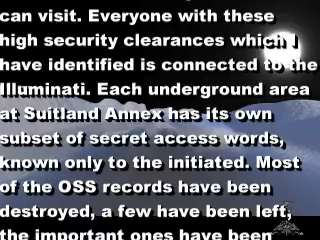 can visit. Everyone with these
high security clearances which I
have identified is connected to the
Illuminati. Each underground area
at Suitland Annex has its own
subset of secret access words,
known only to the initiated. Most
of the OSS records have been
destroyed, a few have been left,
the important ones have been